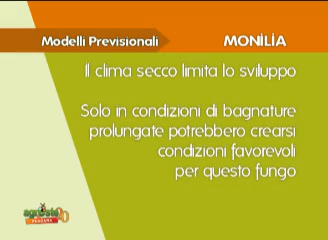 Modelli Previsionali
MONILIA
Il clima secco limita lo sviluppo
Solo in condizioni di bagnature
prolungate potrebbero crearsi
condizioni favorevoli
per questo fungo